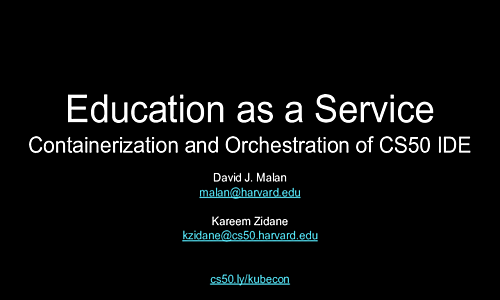 Education as a Service
Containerization and Orchestration of CS50 IDE
David J. Malan
malan@harvard.edu
Kareem Zidane
kzidane@cs50.harvard.edu
cs50.ly/kubecon